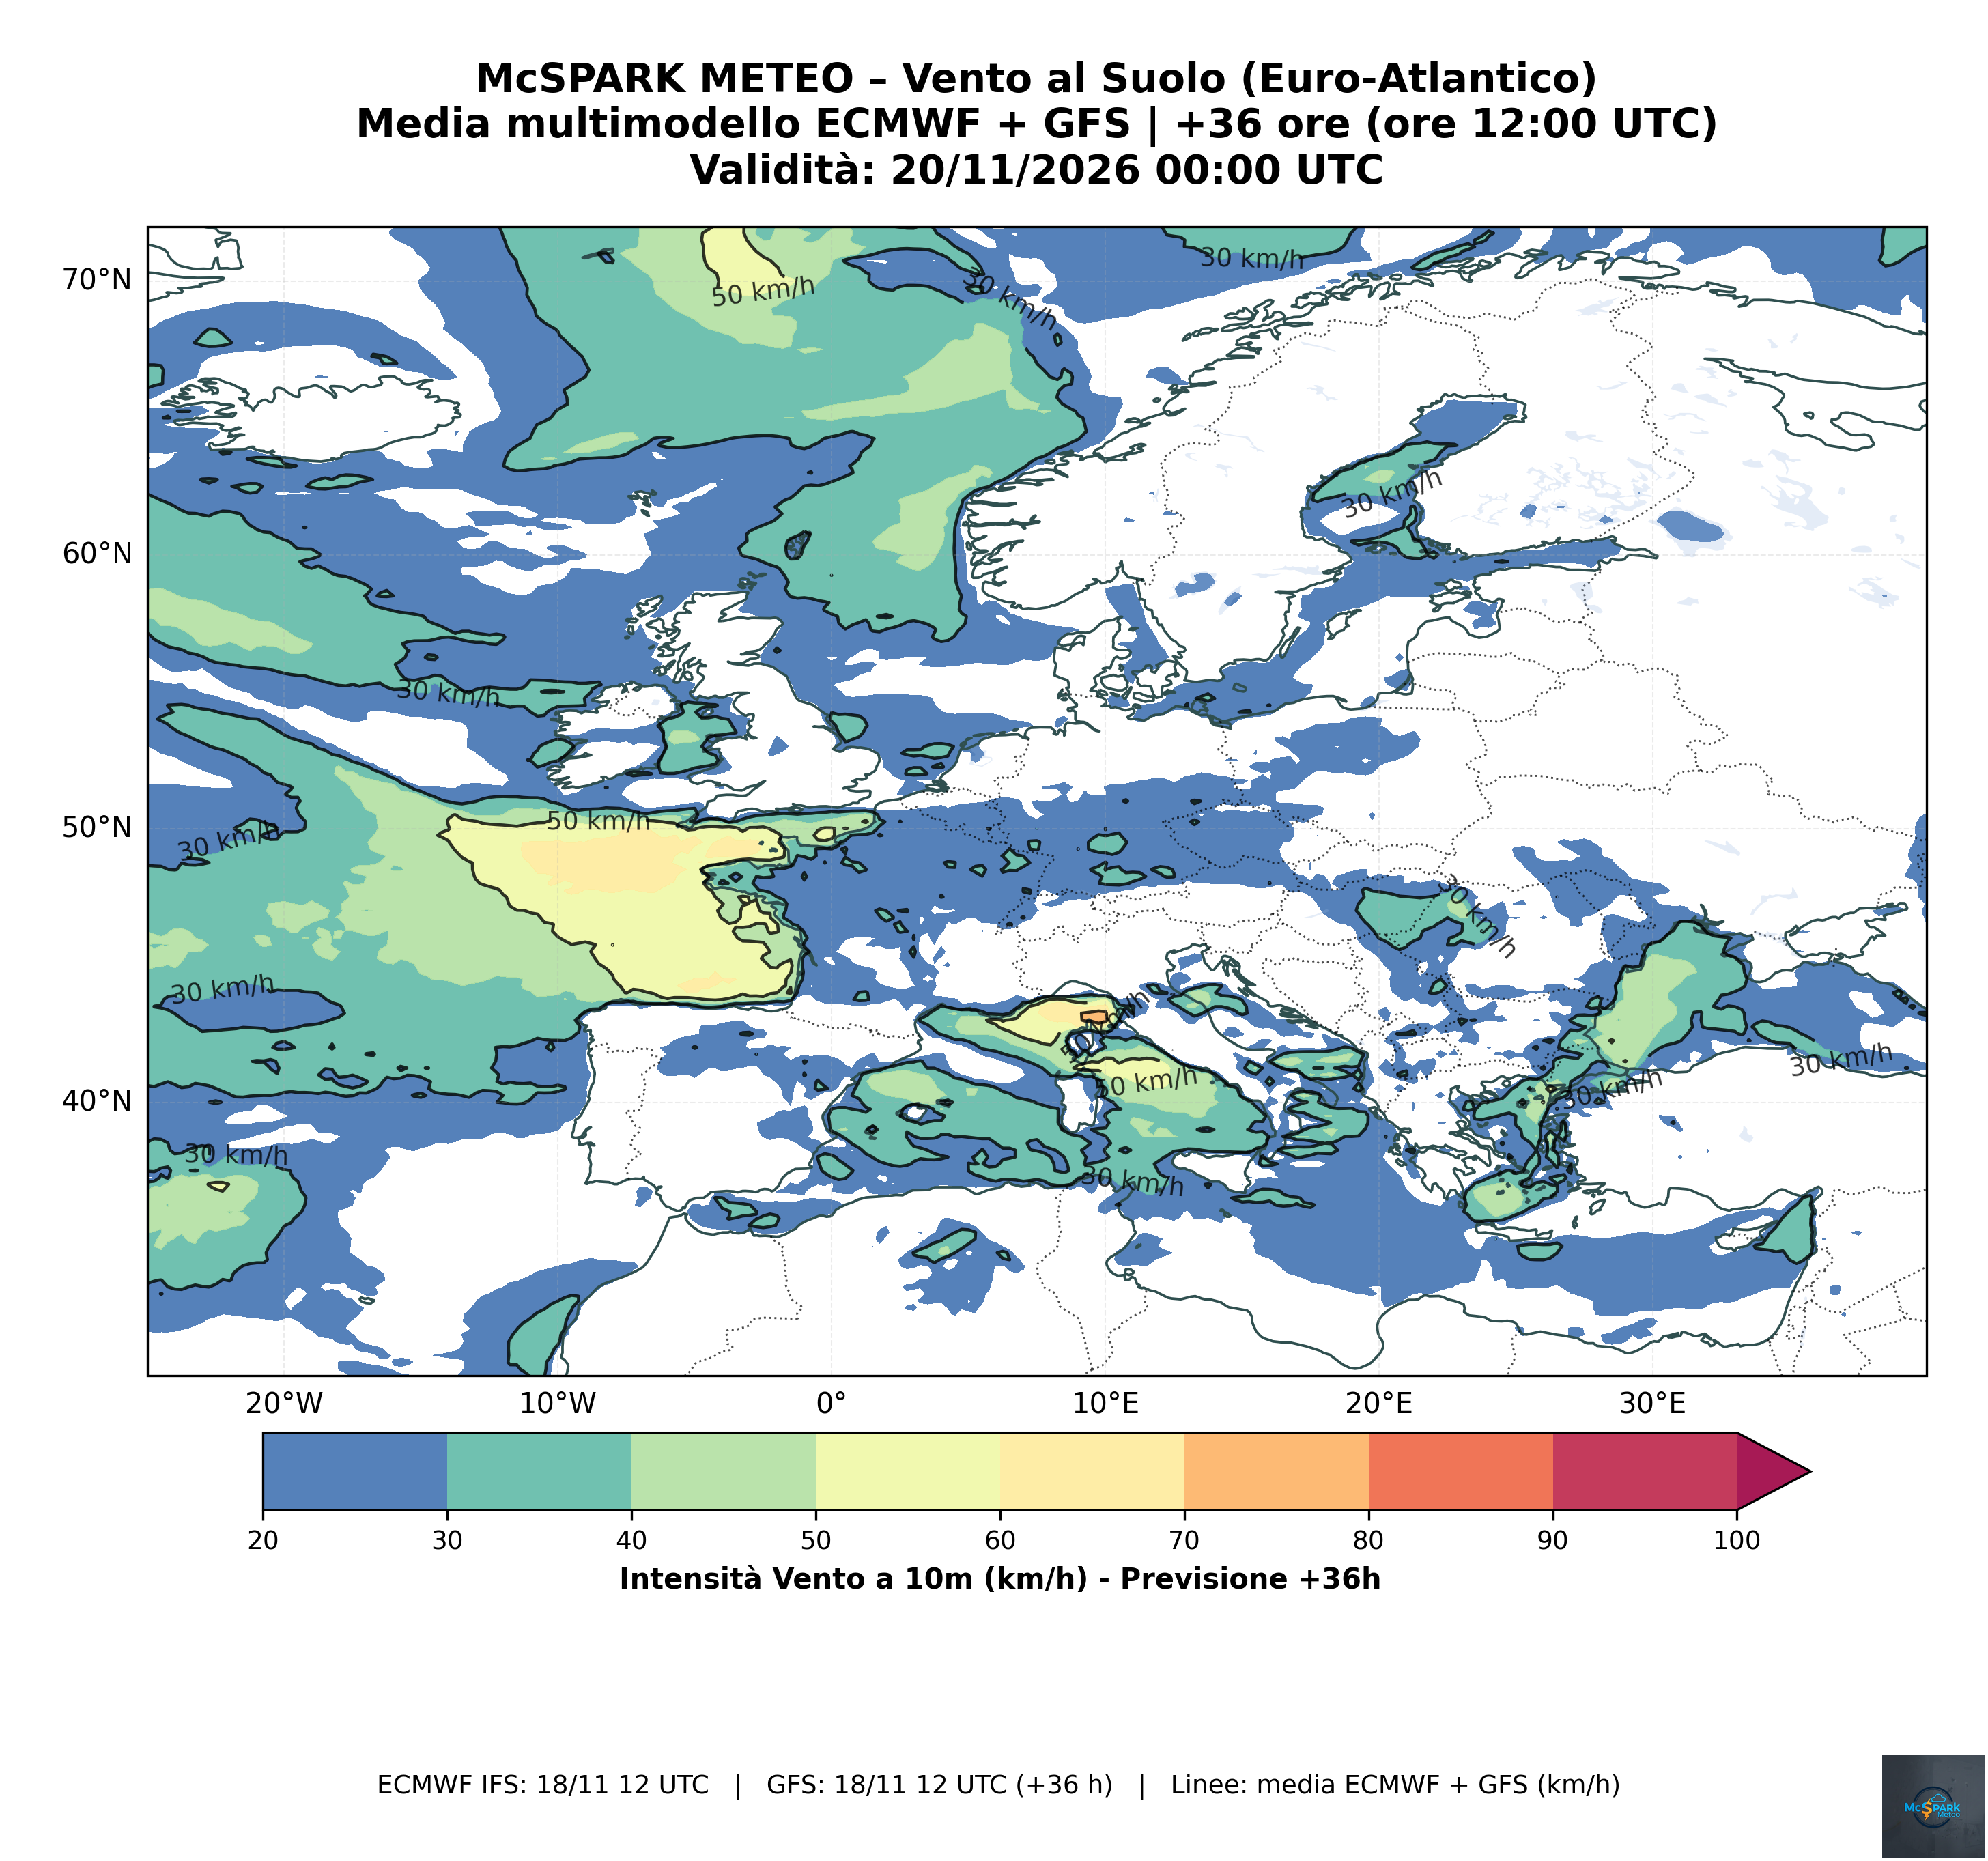 McSPARK METEO – Vento al Suolo (Euro-Atlantico)
Media multimodello ECMWF + GFS | +36 ore (ore 12:00 UTC)
Validità: 20/11/2026 00:00 UTC
30 km/h
70°N
50 km/h
30 km/h
30 km/h
60°N
30 km/h
50°N
50 km/h
30 km/h
30 km/h
30 km/h
50 km/h
30 km/h
30 km/h
40°N
30 km/h
30 km/h
20°W 10°W 0° 10°E 20°E 30°E
20 30 40 50 60 70 80 90 100
Intensità Vento a 10m (km/h) - Previsione +36h
ECMWF IFS: 18/11 12 UTC | GFS: 18/11 12 UTC (+36 h) | Linee: media ECMWF + GFS (km/h)
McSPARK
Meteo